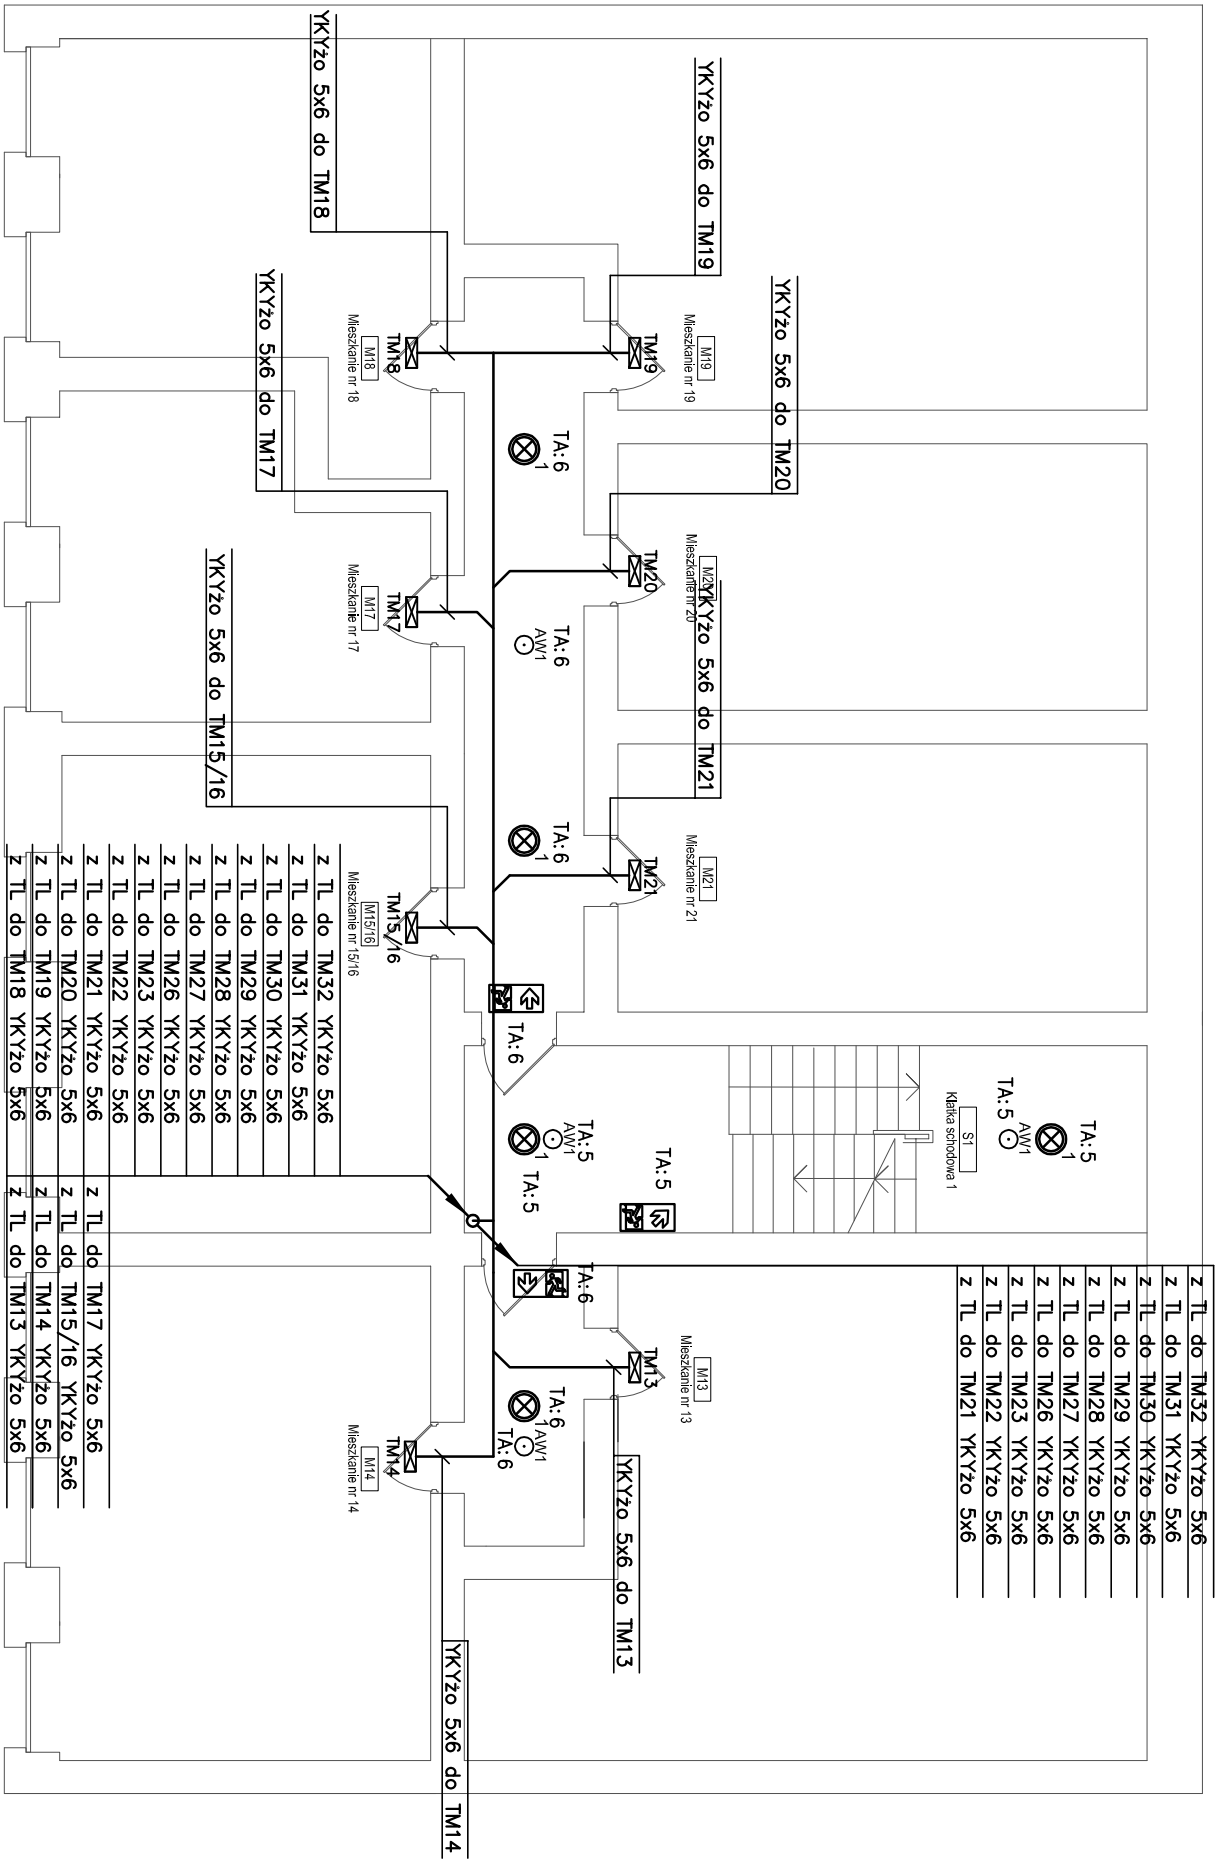 z TL do TM32 YKYżo 5x6
z TL do TM31 YKYżo 5x6
z TL do TM30 YKYżo 5x6
z TL do TM29 YKYżo 5x6
z TL do TM28 YKYżo 5x6
z TL do TM27 YKYżo 5x6
z TL do TM26 YKYżo 5x6
z TL do TM23 YKYżo 5x6
z TL do TM22 YKYżo 5x6
z TL do TM21 YKYżo 5x6
TA:5
1
AW1
TA:5
S1
Klatka schodowa 1
YKYżo 5x6 do TM20
YKYżo 5x6 do TM19
YKYżo 5x6 do TM21
M19
Mieszkanie nr 19
M20
Mieszkanie nr 20
M21
Mieszkanie nr 21
M13
Mieszkanie nr 13
TM19
TM20
TM21
TM13
TA:5
YKYżo 5x6 do TM13
TA:6
1
TA:6
AW1
TA:6
1
TA:6
TA:5
AW1
1
TA:5
TA:6
TA:6
1
AW1
TA:6
YKYżo 5x6 do TM14
TM18
TM17
TM15/16
TM14
M18
Mieszkanie nr 18
M17
Mieszkanie nr 17
M15/16
Mieszkanie nr 15/16
M14
Mieszkanie nr 14
YKYżo 5x6 do TM18
YKYżo 5x6 do TM17
YKYżo 5x6 do TM15/16
z TL do TM32 YKYżo 5x6
z TL do TM31 YKYżo 5x6
z TL do TM30 YKYżo 5x6
z TL do TM29 YKYżo 5x6
z TL do TM28 YKYżo 5x6
z TL do TM27 YKYżo 5x6
z TL do TM26 YKYżo 5x6
z TL do TM23 YKYżo 5x6
z TL do TM22 YKYżo 5x6
z TL do TM21 YKYżo 5x6
z TL do TM20 YKYżo 5x6
z TL do TM19 YKYżo 5x6
z TL do TM18 YKYżo 5x6
z TL do TM17 YKYżo 5x6
z TL do TM15/16 YKYżo 5x6
z TL do TM14 YKYżo 5x6
z TL do TM13 YKYżo 5x6